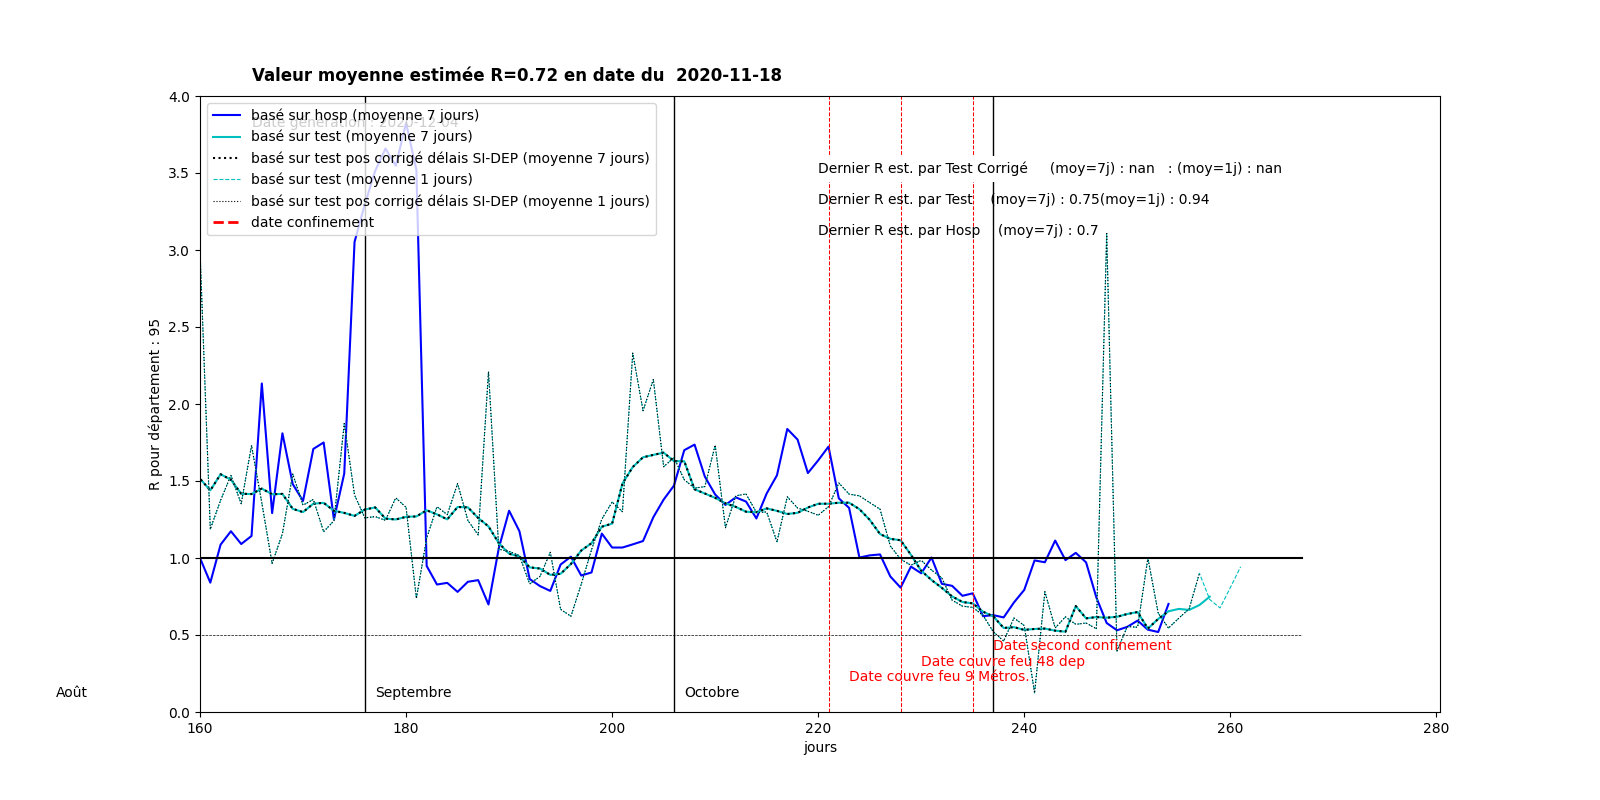 Valeur moyenne estimée R=0.72 en date du  2020-11-18
Date génération : 2020-12-04
basé sur hosp (moyenne 7 jours)
basé sur test (moyenne 7 jours)
basé sur test pos corrigé délais SI-DEP (moyenne 7 jours)
basé sur test (moyenne 1 jours)
basé sur test pos corrigé délais SI-DEP (moyenne 1 jours)
date confinement
Dernier R est. par Test Corrigé (moy=7j) : nan : (moy=1j) : nan
Dernier R est. par Test (moy=7j) : 0.75(moy=1j) : 0.94
Dernier R est. par Hosp (moy=7j) : 0.7
R pour département : 95
4.0
3.5
3.0
2.5
2.0
1.5
1.0
0.5
0.0
Date second confinement
Date couvre feu 48 dep
Date couvre feu 9 Métros.
Août
Septembre
Octobre
160 180 200 220 240 260 280
jours